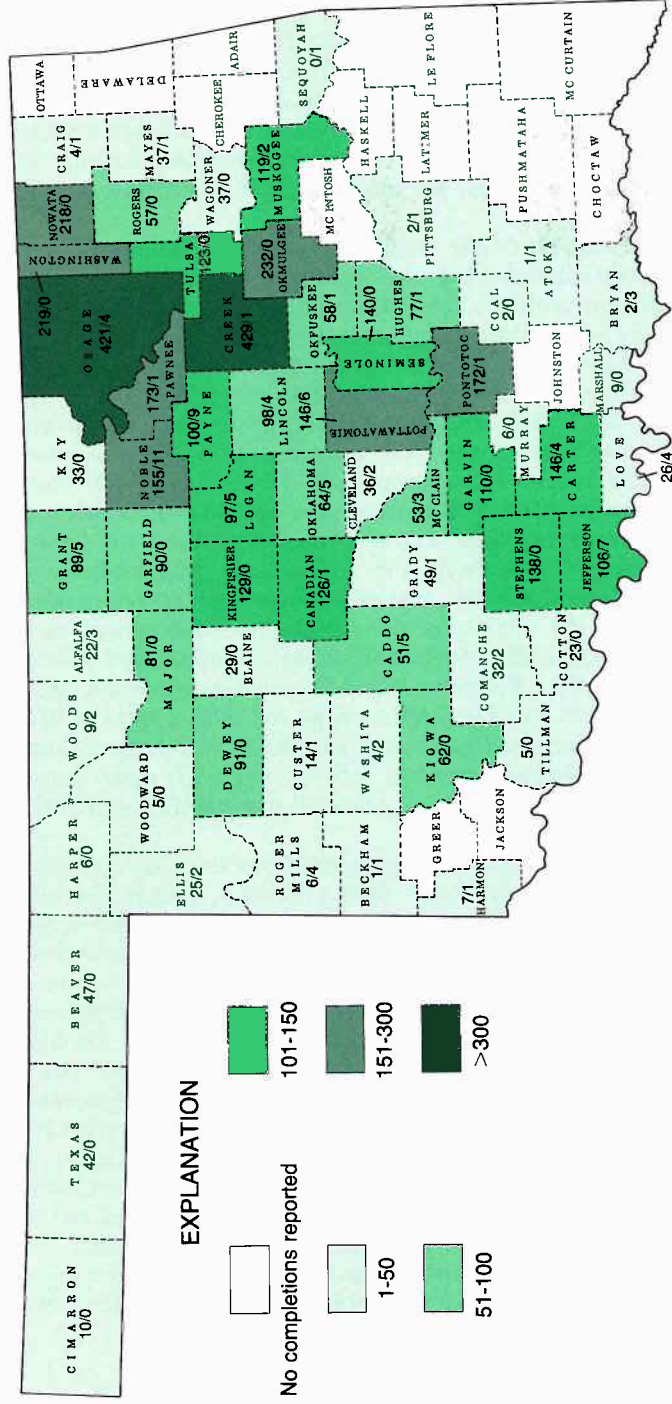 CIMARRON
10/0
TEXAS
42/0
BEAVER
47/0
HARPER
6/0
WOODS
9/2
ALFALFA
22/3
GRANT
89/5
KAY
33/0
OSAGE
421/4
219/0
WASHINGTON
NOWATA
218/0
CRAIG
4/1
OTTAWA
ELLIS
25/2
WOODWARD
5/0
MAJOR
81/0
GARFIELD
90/0
NOBLE
155/11
PAWNEE
173/1
TULSA
123/0
ROGERS
57/0
MAYES
37/1
DELAWARE
ROGER
MILLS
6/4
DEWEY
91/0
BLAINE
29/0
KINGFISHER
129/0
LOGAN
97/5
PAYNE
100/9
CREEK
429/1
WAGONER
37/0
CHEROKEE
ADAIR
CUSTER
14/1
CANADIAN
126/1
OKLAHOMA
64/5
LINCOLN
98/4
OKFUSKEE
58/1
OKMULGEE
232/0
MUSKOGEE
119/2
SEQUOYAH
0/1
BECKHAM
1/1
WASHITA
4/2
CADDO
51/5
GRADY
49/1
CLEVELAND
36/2
POTTAWATOMIE
146/6
SEMINOLE
140/0
HUGHES
77/1
MC INTOSH
HASKELL
GREER
KIOWA
62/0
MCCLAIN
53/3
PONTOTOC
172/1
PITTSBURG
2/1
LATIMER
LE FLORE
HARMON
7/1
JACKSON
COMANCHE
32/2
STEPHENS
138/0
GARVIN
110/0
MURRAY
6/0
COAL
2/0
ATOKA
1/1
PUSHMATAHA
MC CURTAIN
TILLMAN
5/0
COTTON
23/0
JEFFERSON
106/7
CARTER
146/4
JOHNSTON
LOVE
26/4
MARSHALL
9/0
BRYAN
2/3
CHOCTAW
EXPLANATION
No completions reported
1-50
51-100
101-150
151-300
>300